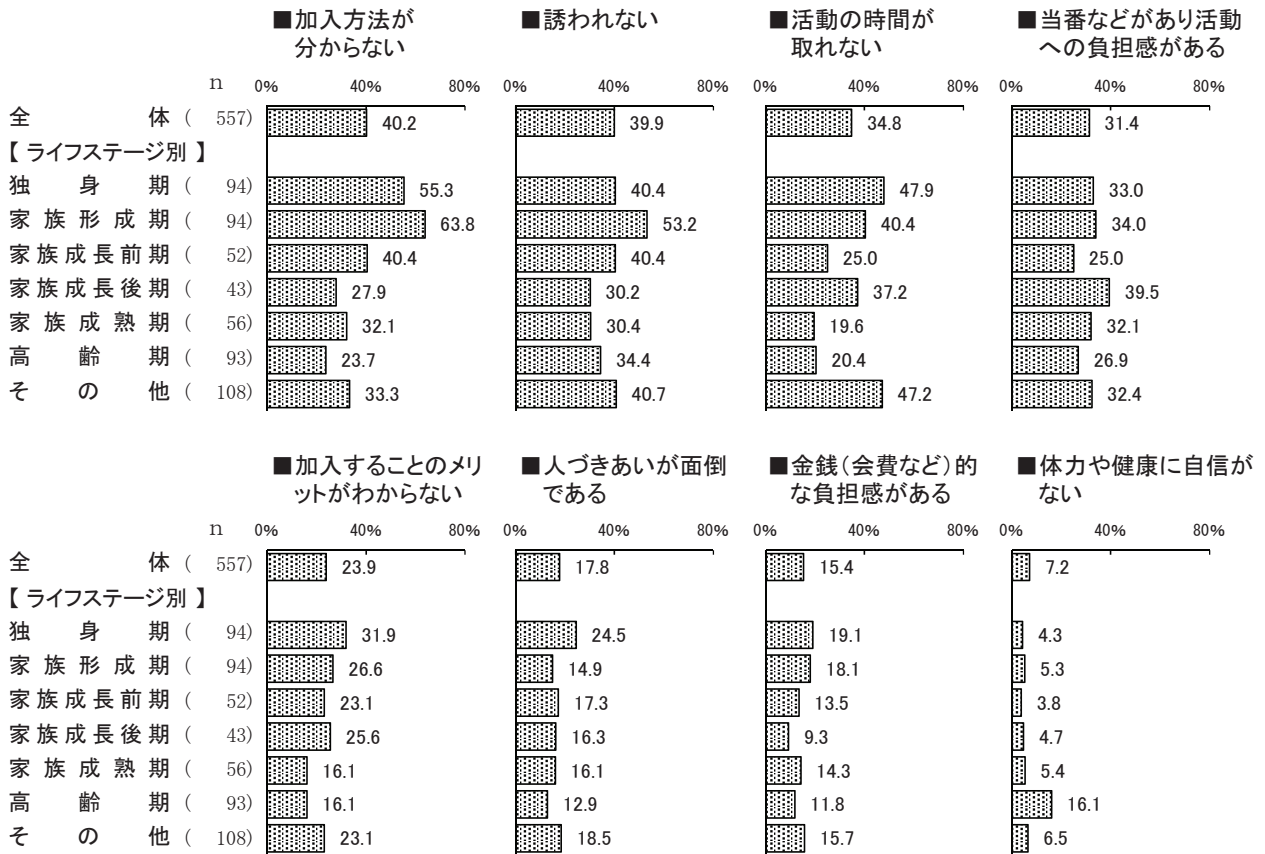 ■加入方法が ■誘われない ■活動の時間が ■当番などがあり活動
分からない 取れない への負担感がある
n 0% 40% 80% 0% 40% 80% 0% 40% 80% 0% 40% 80%
全体 ( 557) 40.2 39.9 34.8 31.4
【ライフステージ別】
独身期 ( 94) 55.3 40.4 47.9 33.0
家族形成期 ( 94) 63.8 53.2 40.4 34.0
家族成長前期 ( 52) 40.4 40.4 25.0 25.0
家族成長後期 ( 43) 27.9 30.2 37.2 39.5
家族成熟期 ( 56) 32.1 30.4 19.6 32.1
高齢期 ( 93) 23.7 34.4 20.4 26.9
その他 ( 108) 33.3 40.7 47.2 32.4
■加入することのメリ ■人づきあいが面倒 ■金銭(会費など)的 ■体力や健康に自信が
ットがわからない である な負担感がある ない
n 0% 40% 80% 0% 40% 80% 0% 40% 80% 0% 40% 80%
全体 ( 557) 23.9 17.8 15.4 7.2
【ライフステージ別】
独身期 ( 94) 31.9 24.5 19.1 4.3
家族形成期 ( 94) 26.6 14.9 18.1 5.3
家族成長前期 ( 52) 23.1 17.3 13.5 3.8
家族成長後期 ( 43) 25.6 16.3 9.3 4.7
家族成熟期 ( 56) 16.1 16.1 14.3 5.4
高齢期 ( 93) 16.1 12.9 11.8 16.1
その他 ( 108) 23.1 18.5 15.7 6.5